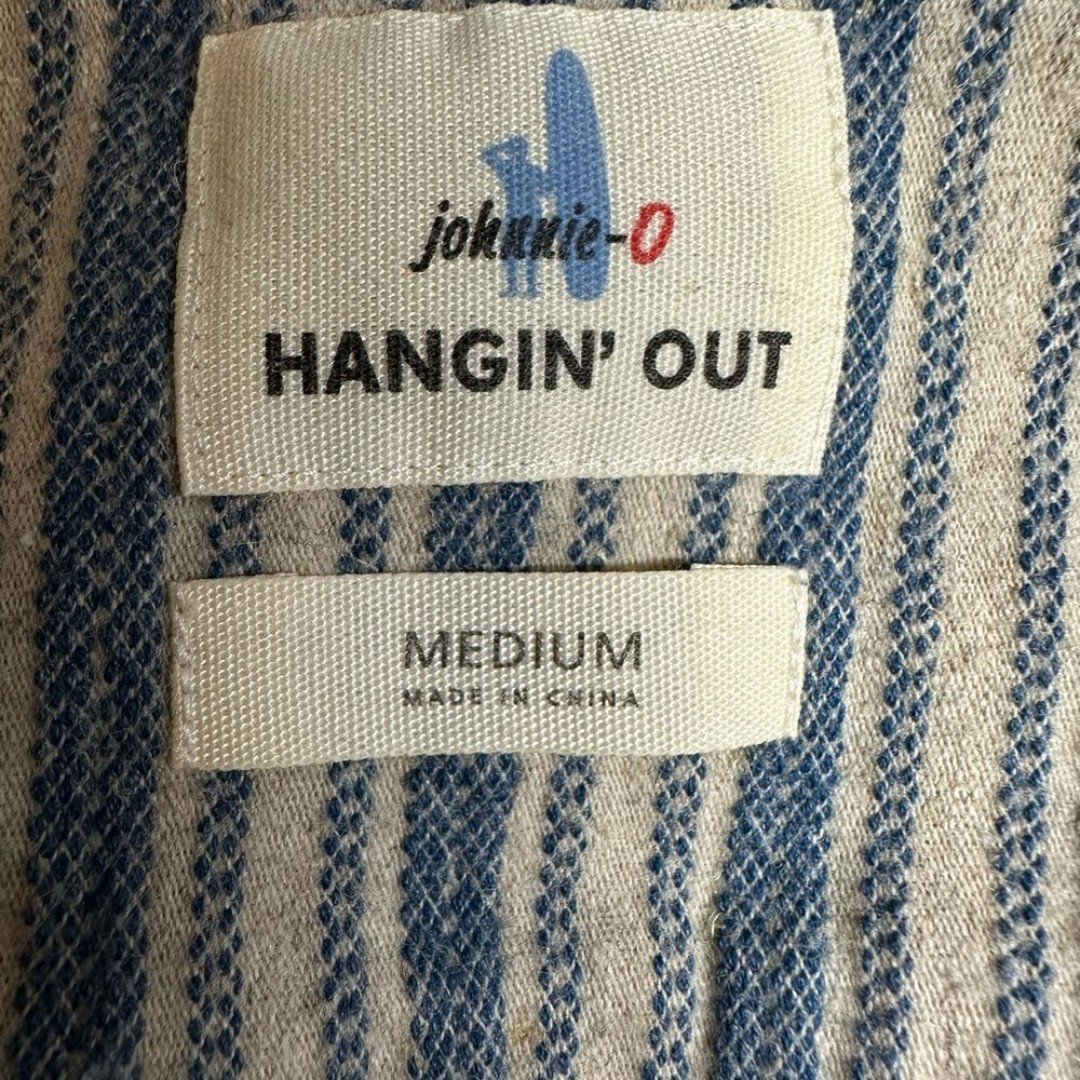 johnnie-O
HANGIN' OUT
MEDIUM
MADE IN CHINA